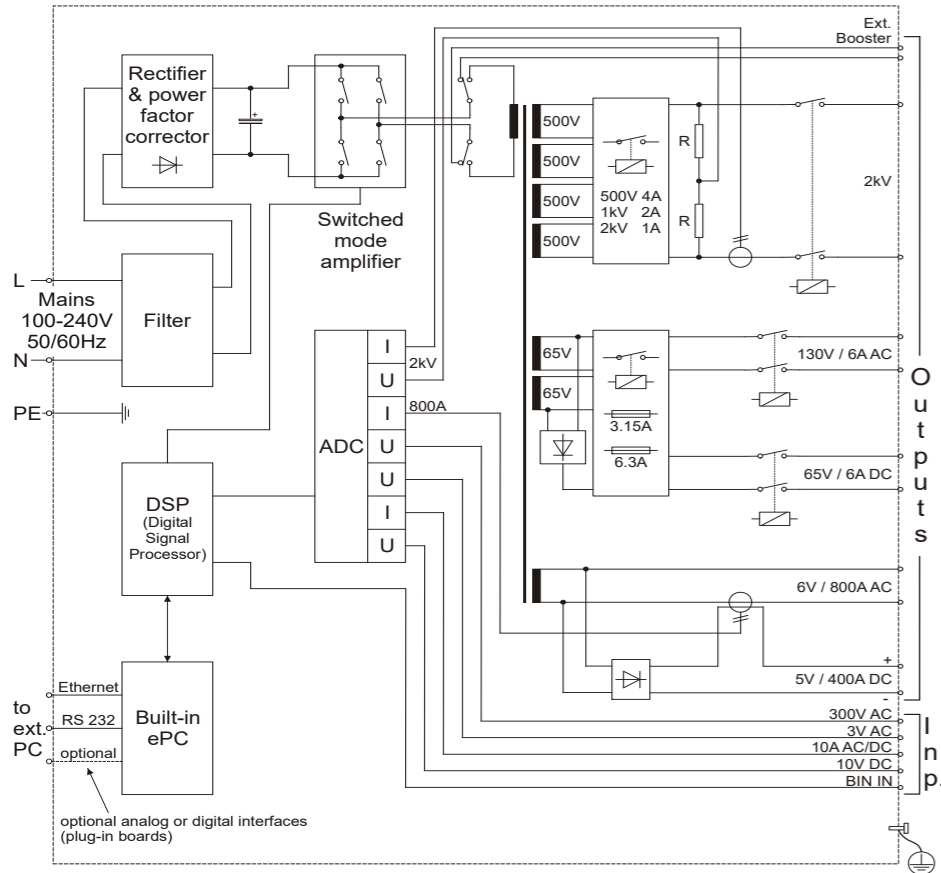 Ext.
Booster
Rectifier
& power
factor
corrector
+
Switched
mode
amplifier
500V
500V
500V
500V
500V 4A
1kV 2A
2kV 1A
R
R
2kV
L
Mains
100-240V
50/60Hz
N
Filter
PE
ADC
I
2kV
U
I
800A
U
U
I
U
65V
65V
3.15A
6.3A
130V / 6A AC
65V / 6A DC
Outputs
DSP
(Digital
Signal
Processor)
6V / 800A AC
+
5V / 400A DC
-
to
ext.
PC
Ethernet
RS 232
optional
Built-in
ePC
300V AC
3V AC
10A AC/DC
10V DC
BIN IN
Inp.
optional analog or digital interfaces
(plug-in boards)